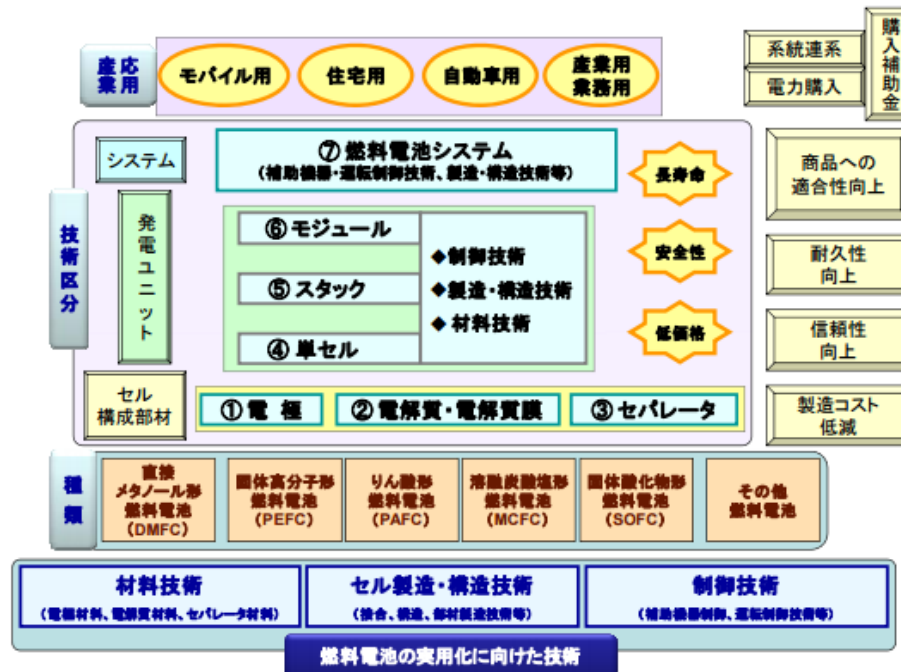 応用
産業
モバイル用
住宅用
自動車用
産業用
業務用
系統連系
電力購入
購入補助金
技術区分
システム
⑦ 燃料電池システム
(補助機器・運転制御技術、製造・構造技術等)
発電ユニット
⑥ モジュール
⑤ スタック
④ 単セル
◆制御技術
◆製造・構造技術
◆ 材料技術
長寿命
安全性
低価格
商品への
適合性向上
耐久性
向上
信頼性
向上
製造コスト
低減
セル
構成部材
① 電 極
② 電解質・電解質膜
③ セパレータ
種類
直接
メタノール形
燃料電池
(DMFC)
固体高分子形
燃料電池
(PEFC)
りん酸形
燃料電池
(PAFC)
溶融炭酸塩形
燃料電池
(MCFC)
固体酸化物形
燃料電池
(SOFC)
その他
燃料電池
材料技術
(電極材料、電解質材料、セパレータ材料)
セル製造・構造技術
(接合、構造、部材製造技術等)
制御技術
(補助機器制御、運転制御技術等)
燃料電池の実用化に向けた技術